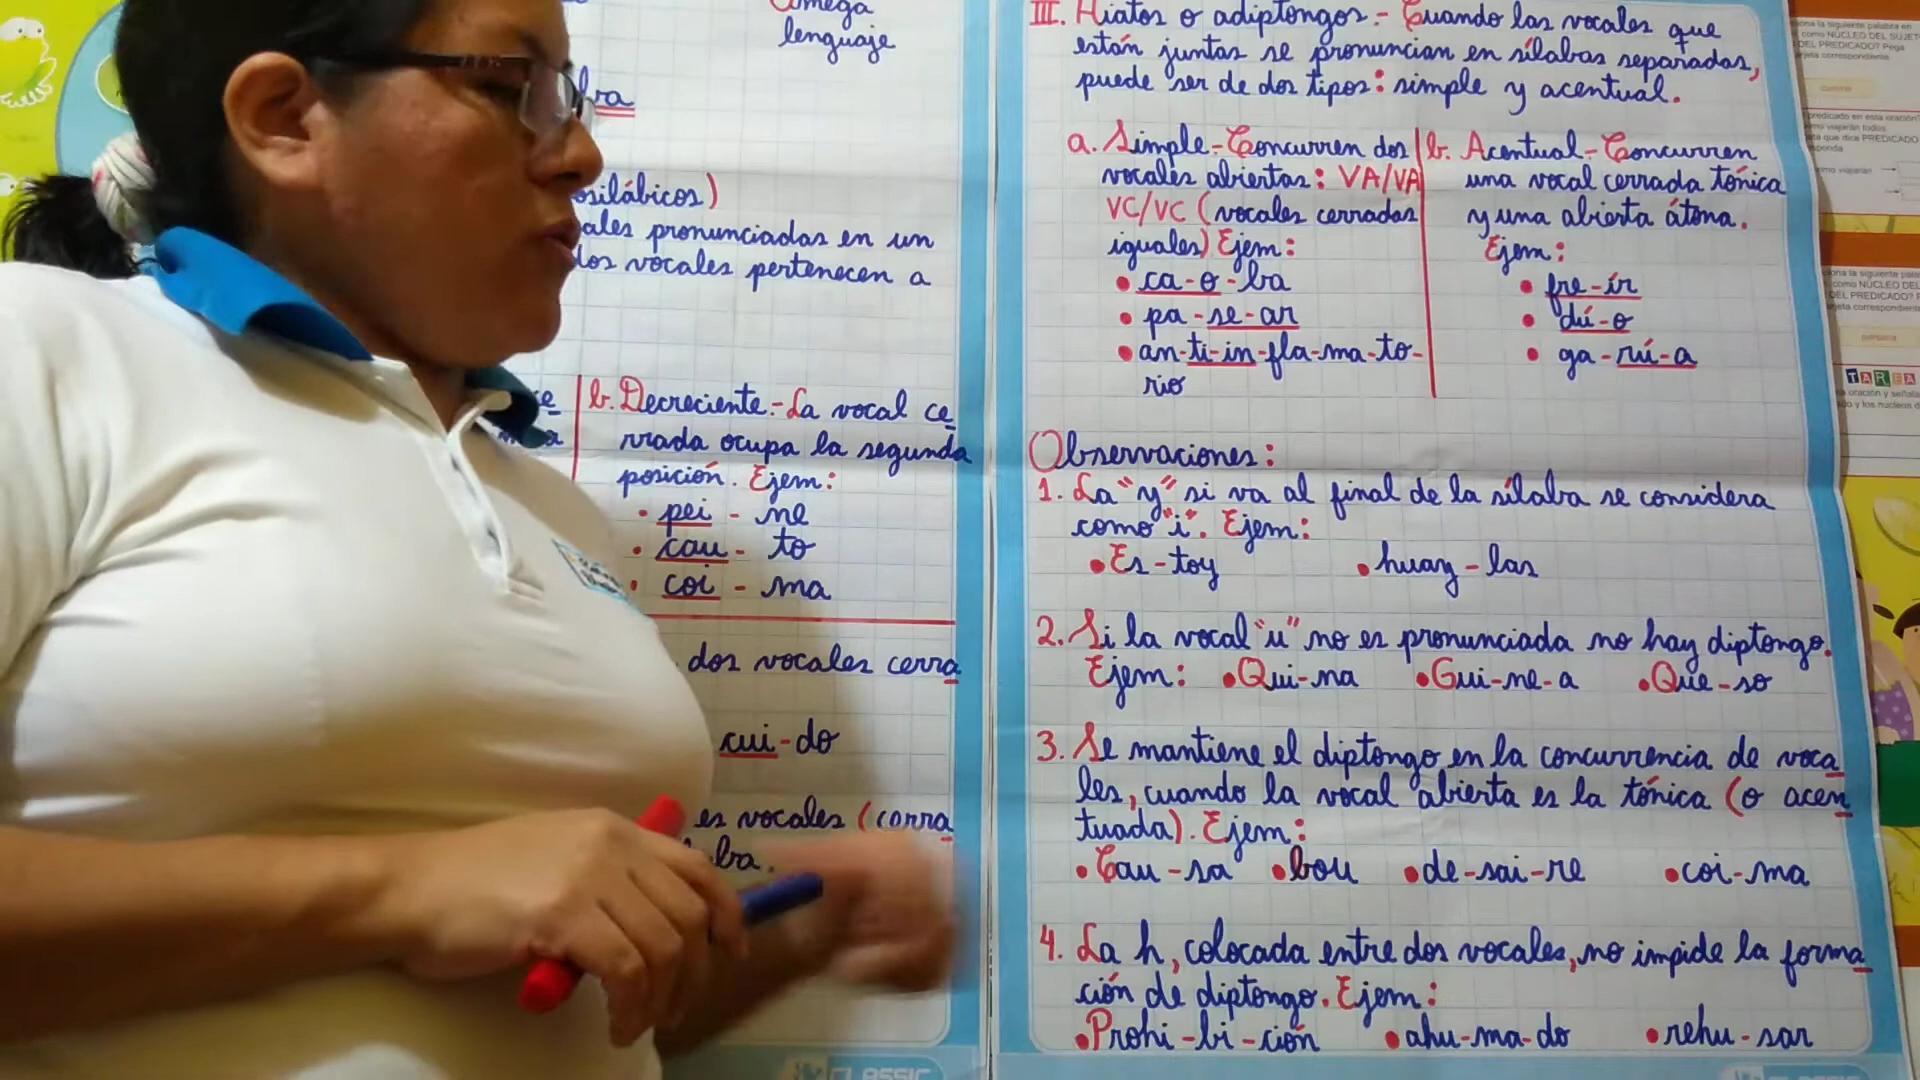 Omega
lenguaje
silábicos)
ales pronunciadas en un
los vocales pertenecen a
b. Decreciente.- La vocal ce
rrada ocupa la segunda
posición. Ejem:
• pei - ne
• cau - to
• coi - ma
dos vocales cerra
cui-do
es vocales (cerra
ba.
III. Hiatos o adiptongos.- Cuando las vocales que
están juntas se pronuncian en sílabas separadas,
puede ser de dos tipos: simple y acentual.
a. Simple.- Concurren dos
vocales abiertas: VA/VA
VC/VC (vocales cerradas
iguales) Ejem:
• ca-o-ba
• pa-se-ar
• an-ti-in-fla-ma-to-
rio
b. Acentual.- Concurren
una vocal cerrada tónica
y una abierta átona.
Ejem:
• fre-ír
• dú-o
• ga-rú-a
Observaciones:
1. La "y" si va al final de la sílaba se considera
como "i". Ejem:
• Es-toy • huay-las
2. Si la vocal "u" no es pronunciada no hay diptongo.
Ejem: • Qui-na • Gui-ne-a • Que-so
3. Se mantiene el diptongo en la concurrencia de voca
les, cuando la vocal abierta es la tónica (o acen
tuada). Ejem:
• Cau-sa • bou • de-sai-re • coi-ma
4. La h, colocada entre dos vocales, no impide la forma
ción de diptongo. Ejem:
• Prohi-bi-ción • ahu-ma-do • rehu-sar
CLASSIC
TAREA